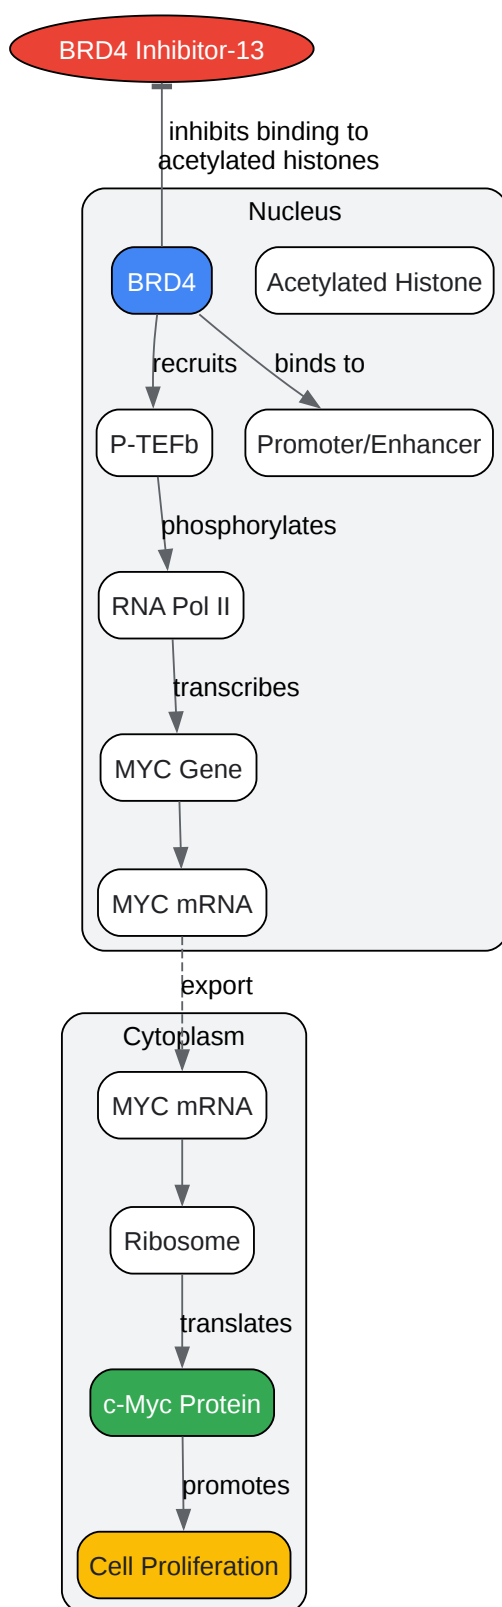 BRD4 Inhibitor-13
inhibits binding to
acetylated histones
Nucleus
BRD4
Acetylated Histone
recruits
binds to
P-TEFb
Promoter/Enhancer
phosphorylates
RNA Pol II
transcribes
MYC Gene
MYC mRNA
export
Cytoplasm
MYC mRNA
Ribosome
translates
c-Myc Protein
promotes
Cell Proliferation